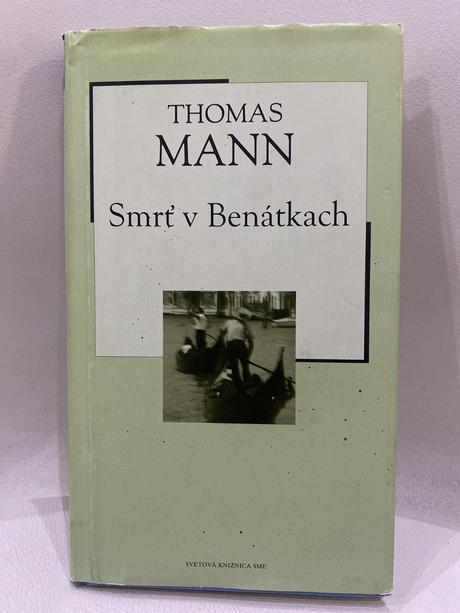 THOMAS
MANN
Smrť v Benátkach
SVETOVÁ KNIŽNICA SME